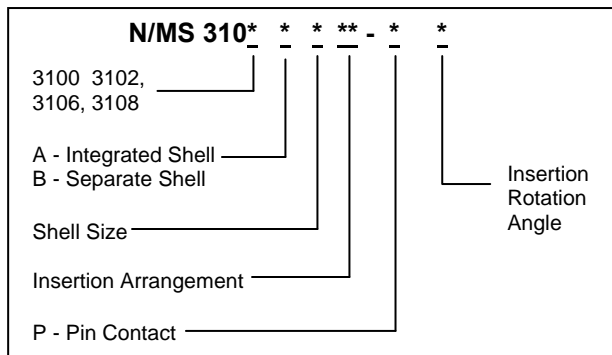 N/MS 310* * * ** - * *
3100 3102,
3106, 3108
A - Integrated Shell
B - Separate Shell
Insertion
Rotation
Angle
Shell Size
Insertion Arrangement
P - Pin Contact